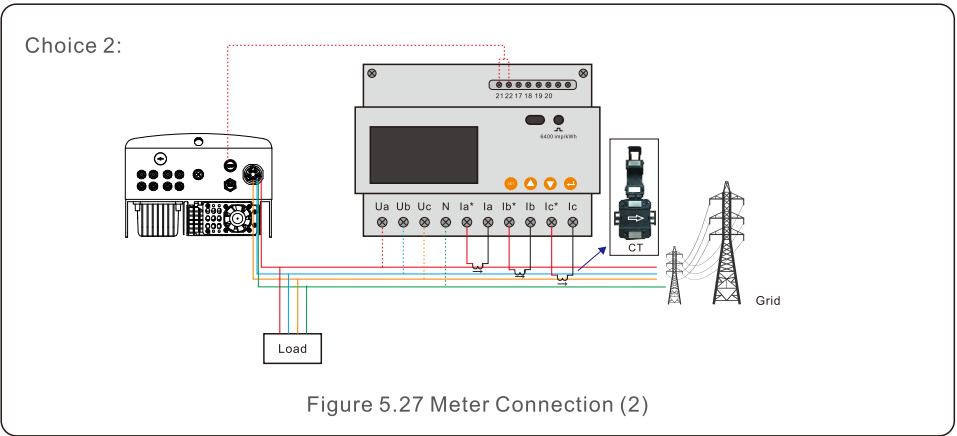 Choice 2:
21 22 17 18 19 20
6400 imp/kWh
Ua Ub Uc N Ia* Ia Ib* Ib Ic* Ic
CT
Grid
Load
Figure 5.27 Meter Connection (2)